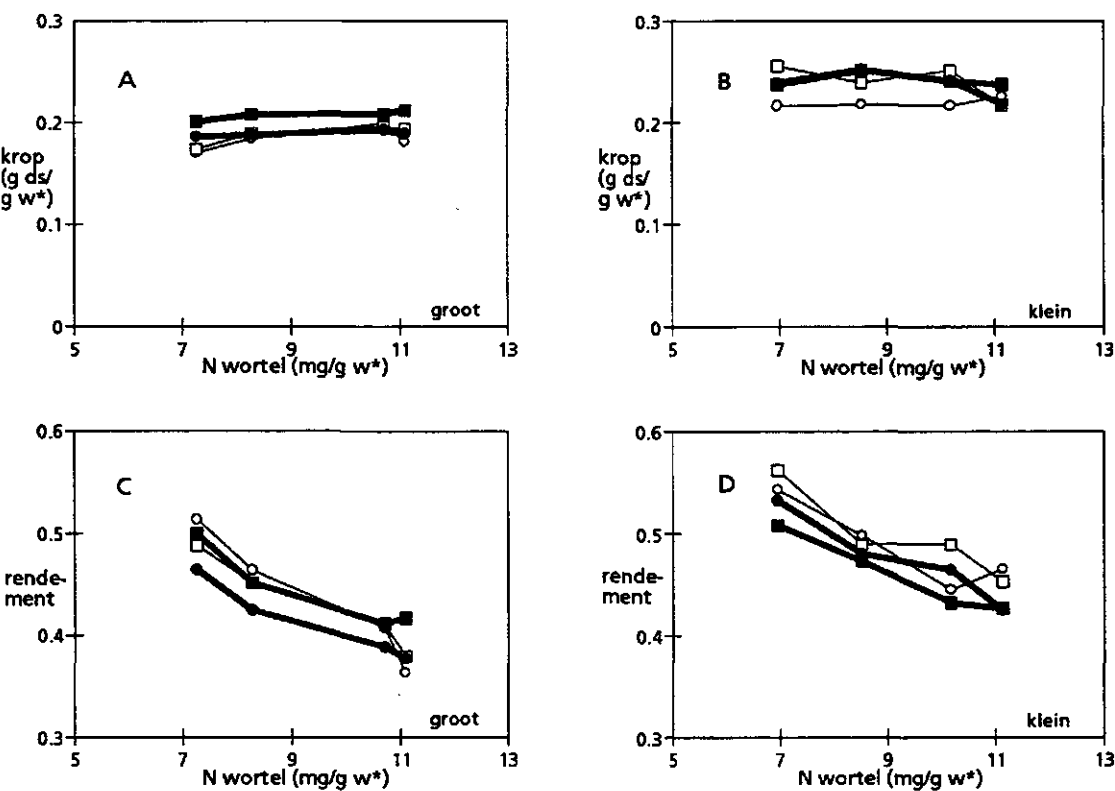 0.3
A
0.2
krop
(g ds/
g w*)
0.1
0
groot
5
7
9
11
13
N wortel (mg/g w*)
0.3
B
0.2
krop
(g ds/
g w*)
0.1
0
klein
5
7
9
11
13
N wortel (mg/g w*)
0.6
C
0.5
rende-
ment
0.4
0.3
groot
5
7
9
11
13
N wortel (mg/g w*)
0.6
D
0.5
rende-
ment
0.4
0.3
klein
5
7
9
11
13
N wortel (mg/g w*)